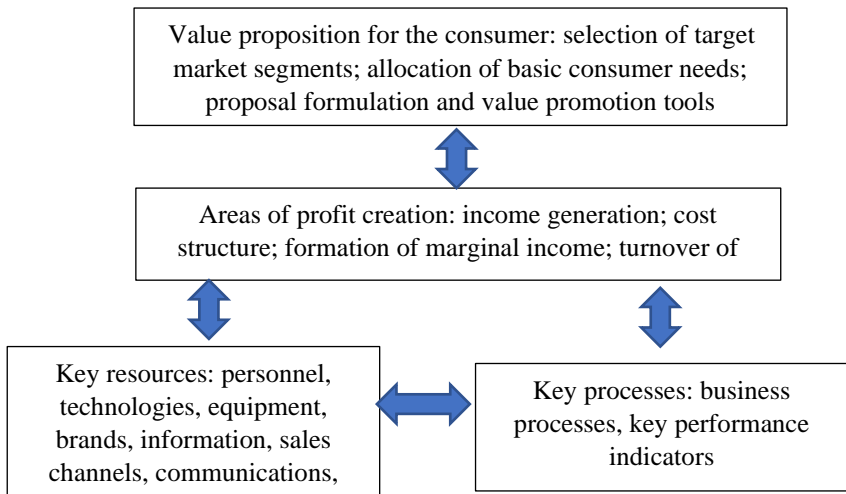 Value proposition for the consumer: selection of target
market segments; allocation of basic consumer needs;
proposal formulation and value promotion tools
Areas of profit creation: income generation; cost
structure; formation of marginal income; turnover of
Key resources: personnel,
technologies, equipment,
brands, information, sales
channels, communications,
Key processes: business
processes, key performance
indicators